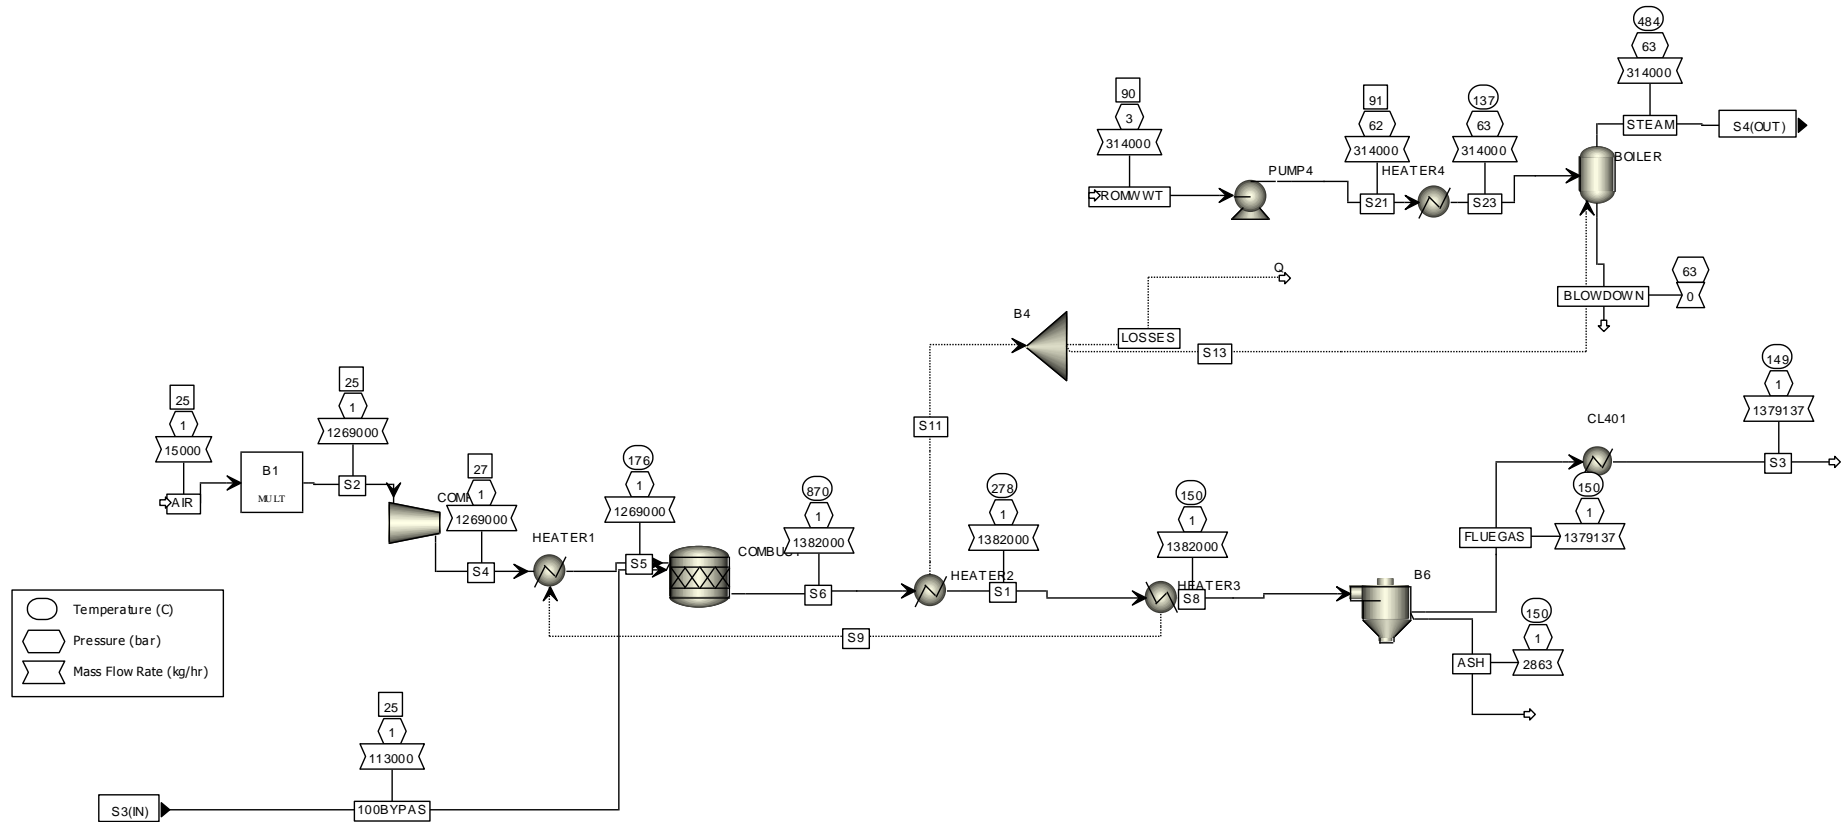 484
63
314000
STEAM
S4(OUT)
BOILER
90
3
314000
ROMWWT
PUMP4
91
62
314000
S21
HEATER4
137
63
314000
S23
Q
BLOWDOWN
63
0
B4
LOSSES
S13
S11
25
1
15000
AIR
B1
MULT
25
1
1269000
S2
COM
27
1
1269000
S4
HEATER1
176
1
1269000
S5
COMBUST
870
1
1382000
S6
HEATER2
278
1
1382000
S1
150
1
1382000
HEATER3
S8
S9
B6
CL401
149
1
1379137
S3
150
1
1379137
FLUEGAS
150
1
2863
ASH
Temperature (C)
Pressure (bar)
Mass Flow Rate (kg/hr)
25
1
113000
S3(IN)
100BYPAS